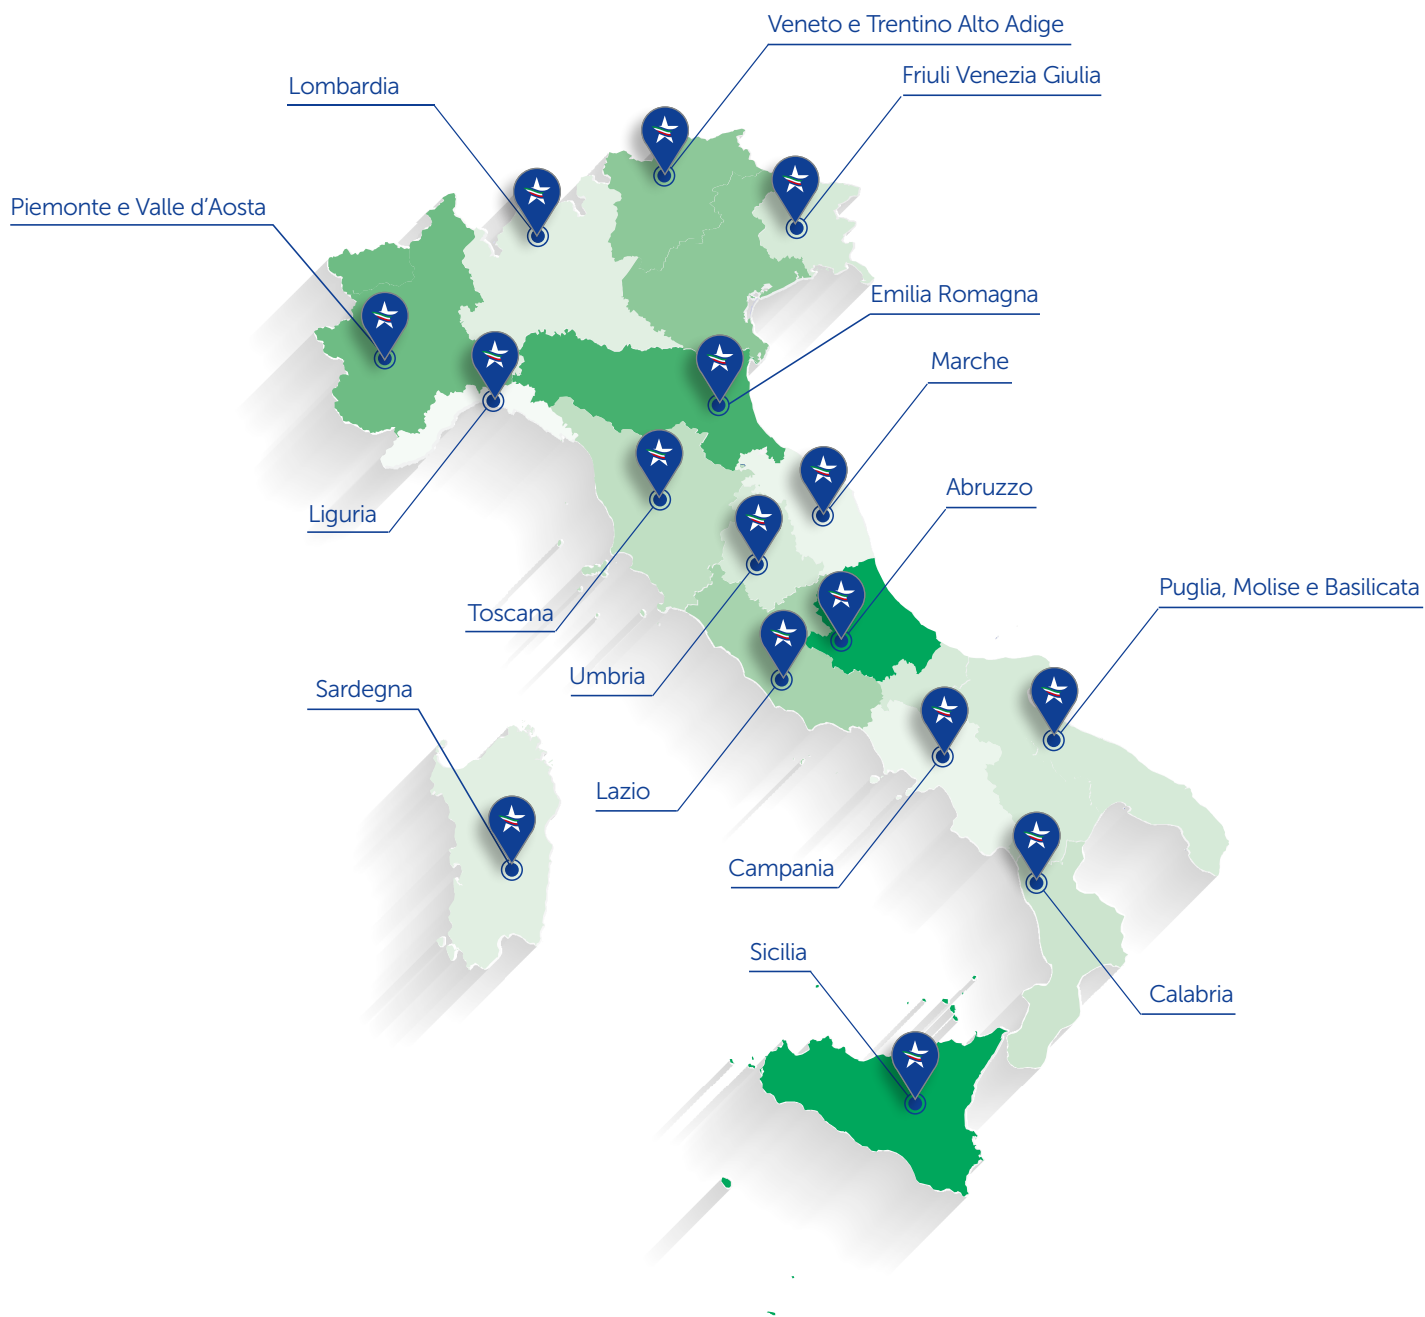 Veneto e Trentino Alto Adige
Friuli Venezia Giulia
Lombardia
Piemonte e Valle d’Aosta
Emilia Romagna
Marche
Abruzzo
Liguria
Puglia, Molise e Basilicata
Toscana
Umbria
Sardegna
Lazio
Campania
Sicilia
Calabria